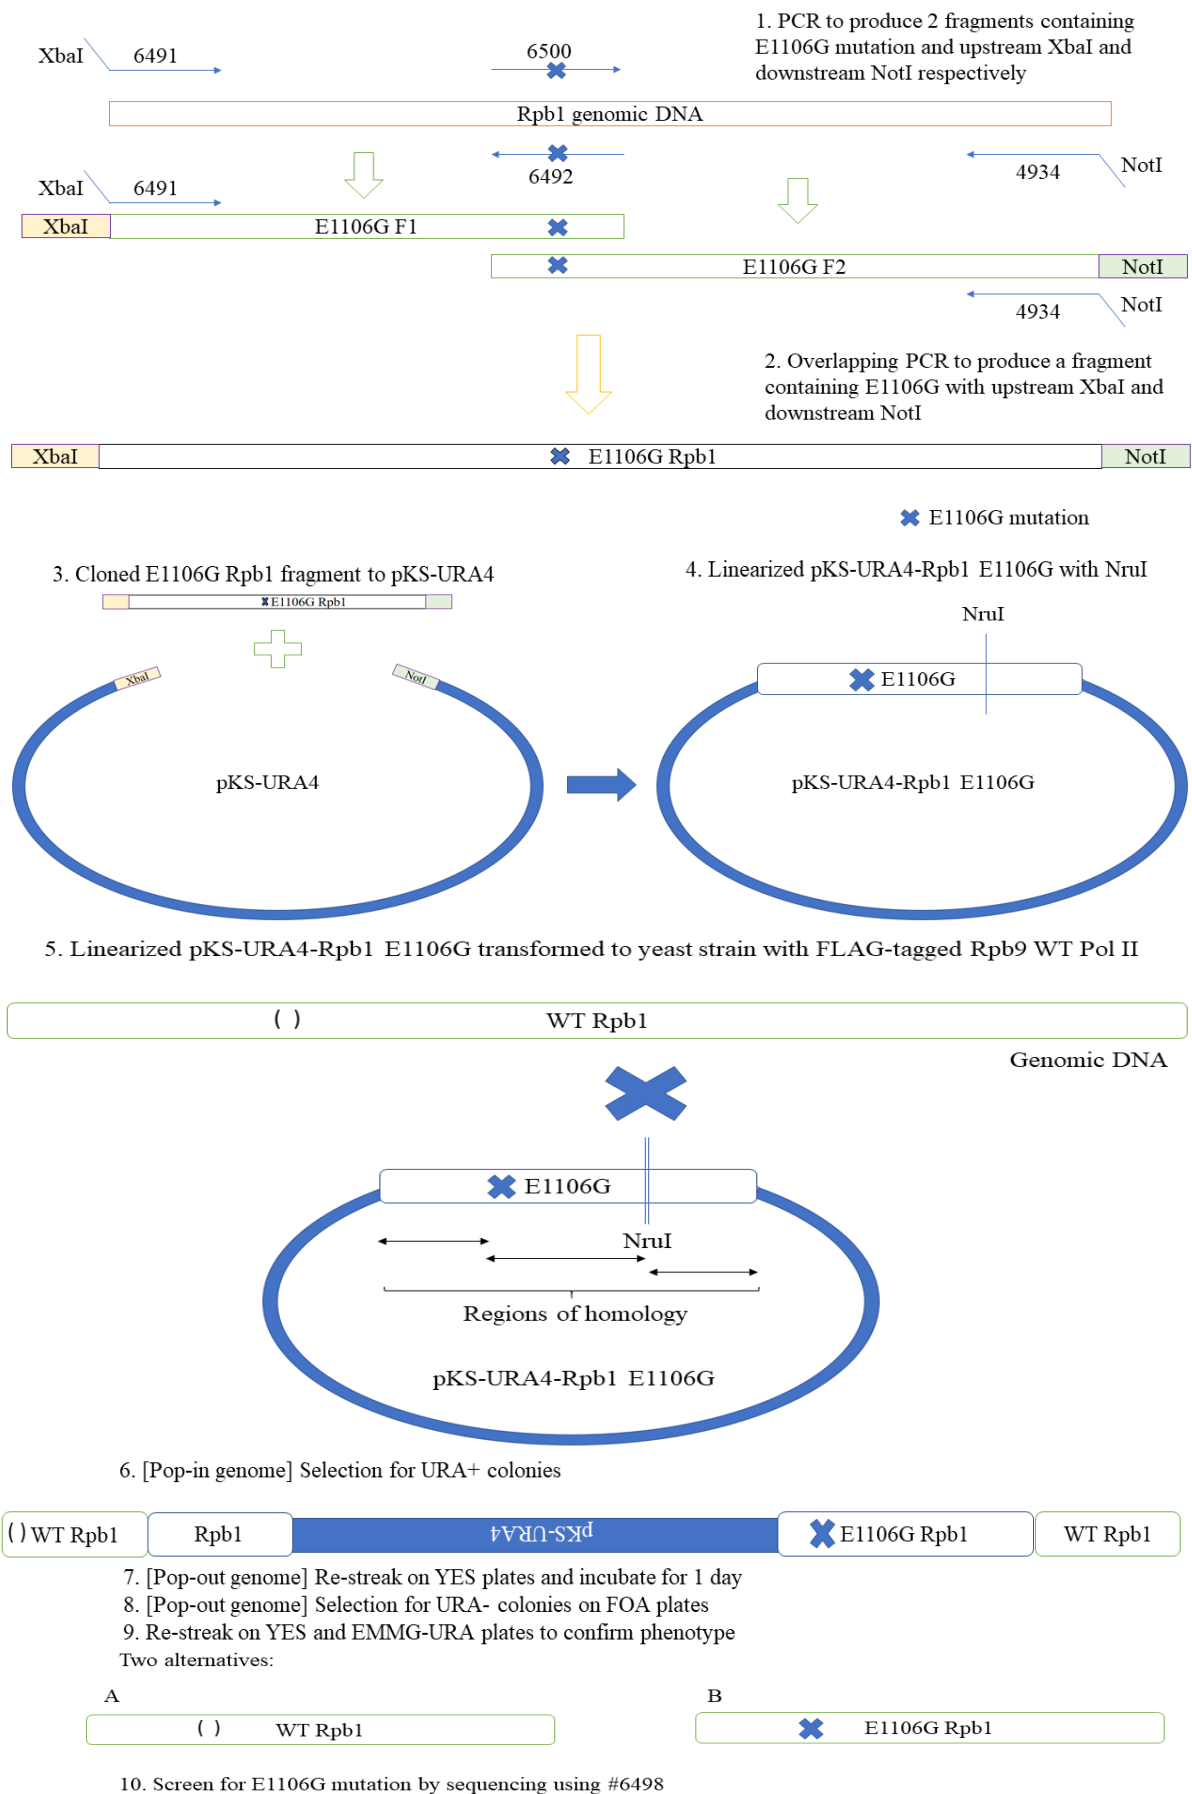 1. PCR to produce 2 fragments containing
E1106G mutation and upstream XbaI and
downstream NotI respectively
XbaI
6491
6500
Rpb1 genomic DNA
6492
4934
NotI
XbaI
6491
XbaI
E1106G F1
E1106G F2
NotI
4934
NotI
2. Overlapping PCR to produce a fragment
containing E1106G with upstream XbaI and
downstream NotI
XbaI
E1106G Rpb1
NotI
E1106G mutation
3. Cloned E1106G Rpb1 fragment to pKS-URA4
E1106G Rpb1
XbaI
NotI
pKS-URA4
4. Linearized pKS-URA4-Rpb1 E1106G with NruI
NruI
E1106G
pKS-URA4-Rpb1 E1106G
5. Linearized pKS-URA4-Rpb1 E1106G transformed to yeast strain with FLAG-tagged Rpb9 WT Pol II
( ) WT Rpb1
Genomic DNA
E1106G
NruI
Regions of homology
pKS-URA4-Rpb1 E1106G
6. [Pop-in genome] Selection for URA+ colonies
( ) WT Rpb1
Rpb1
pKS-URA4
E1106G Rpb1
WT Rpb1
7. [Pop-out genome] Re-streak on YES plates and incubate for 1 day
8. [Pop-out genome] Selection for URA- colonies on FOA plates
9. Re-streak on YES and EMMG-URA plates to confirm phenotype
Two alternatives:
A
( ) WT Rpb1
B
E1106G Rpb1
10. Screen for E1106G mutation by sequencing using #6498